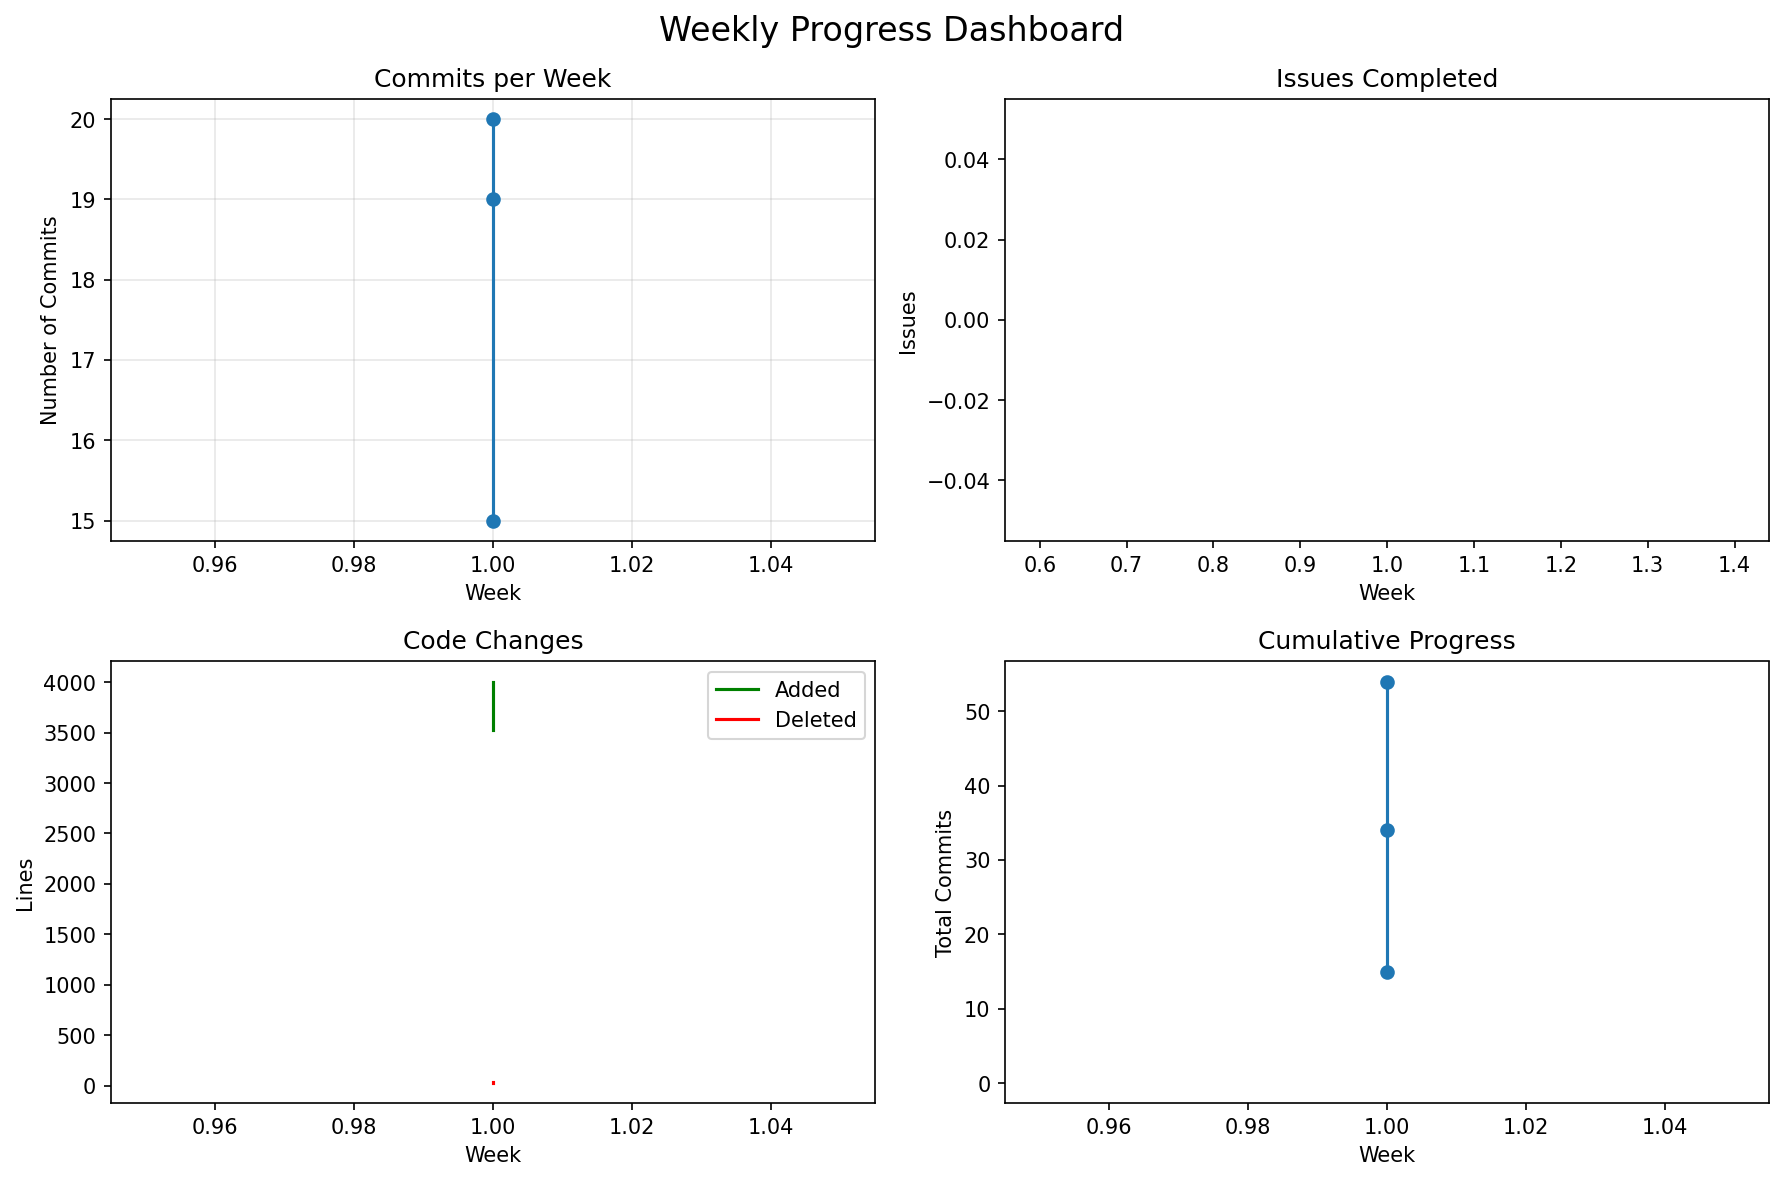 Weekly Progress Dashboard
Commits per Week
Number of Commits
20
19
18
17
16
15
0.96 0.98 1.00 1.02 1.04
Week
Issues Completed
Issues
0.04
0.02
0.00
−0.02
−0.04
0.6 0.7 0.8 0.9 1.0 1.1 1.2 1.3 1.4
Week
Code Changes
Lines
4000
3500
3000
2500
2000
1500
1000
500
0
Added
Deleted
0.96 0.98 1.00 1.02 1.04
Week
Cumulative Progress
Total Commits
50
40
30
20
10
0
0.96 0.98 1.00 1.02 1.04
Week